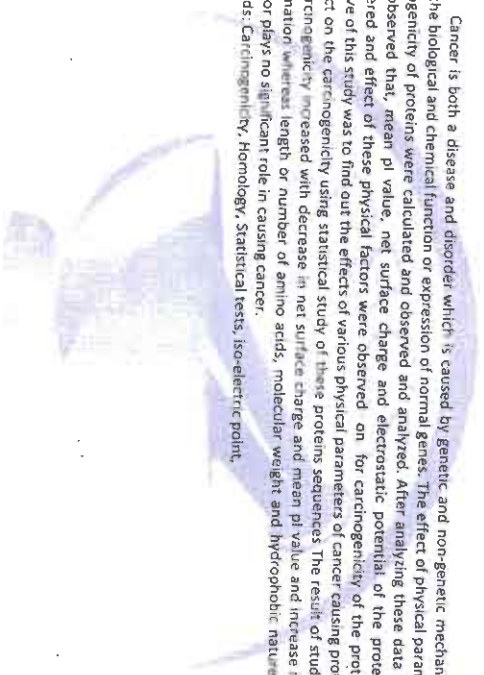 Cancer is both a disease and disorder which is caused by genetic and non-genetic mechan
the biological and chemical function or expression of normal genes. The effect of physical param
ogenicity of proteins were calculated and observed and analyzed. After analyzing these data
observed that, mean pI value, net surface charge and electrostatic potential of the prote
ered and effect of these physical factors were observed on for carcinogenicity of the prot
ve of this study was to find out the effects of various physical parameters of cancer causing pro
ct on the carcinogenicity using statistical study of these proteins sequences The result of stud
rcinogenicity increased with decrease in net surface charge and mean pI value and increase i
mation whereas length or number of amino acids, molecular weight and hydrophobic nature
or plays no significant role in causing cancer.
ds: Carcinogenicity, Homology, Statistical tests, iso-electric point,